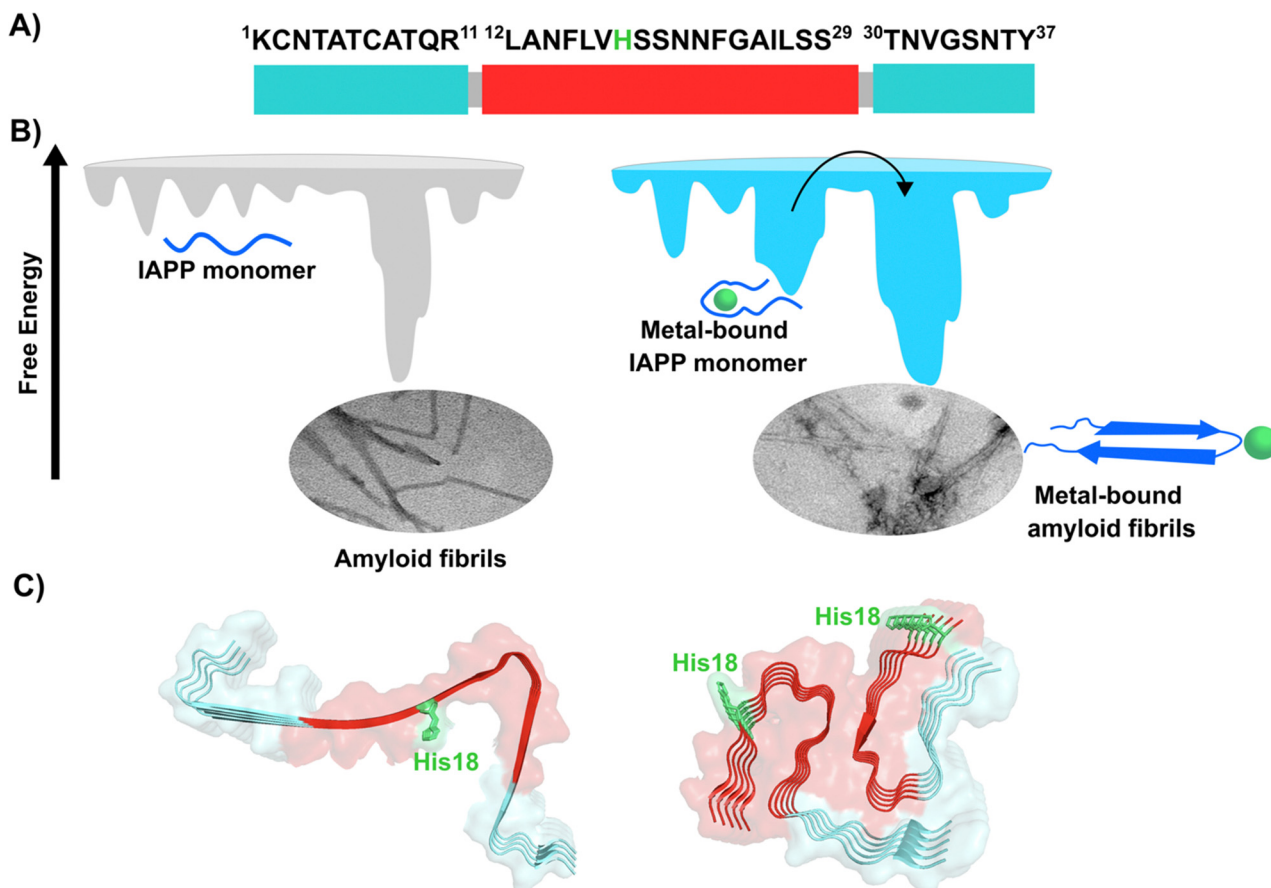 A)
¹KCNTATCATQR¹¹ ¹²LANFLVHSSNNFGAILSS²⁹ ³⁰TNVGSNTY³⁷
B)
Free Energy
IAPP monomer
Metal-bound
IAPP monomer
Amyloid fibrils
Metal-bound
amyloid fibrils
C)
His18
His18
His18